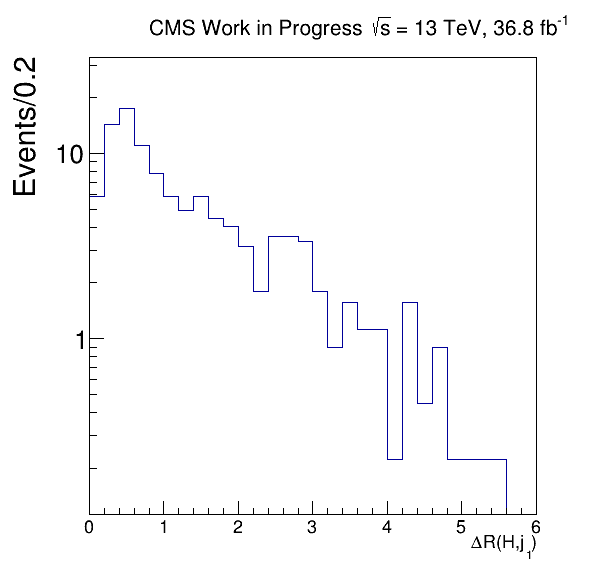 CMS Work in Progress √s = 13 TeV, 36.8 fb⁻¹
Events/0.2
10
1
0 1 2 3 4 5 6
ΔR(H,j₁)